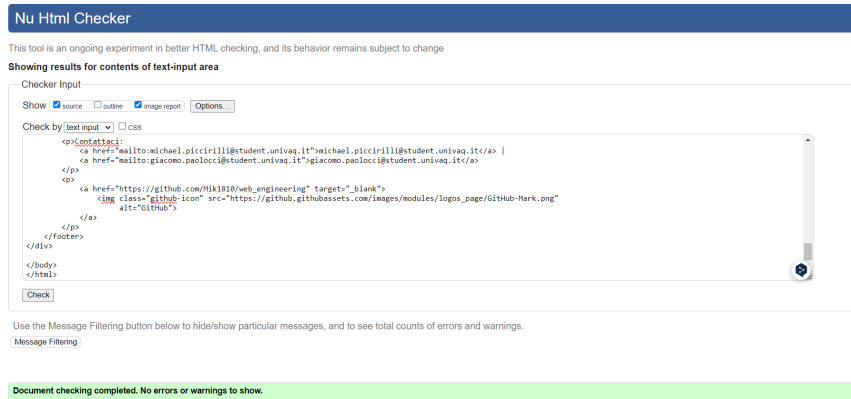 Nu Html Checker
This tool is an ongoing experiment in better HTML checking, and its behavior remains subject to change
Showing results for contents of text-input area
Checker Input
Show source outline image report Options...
Check by text input css
<p>Contattaci:
<a href="mailto:michael.piccirilli@student.univaq.it">michael.piccirilli@student.univaq.it</a> |
<a href="mailto:giacomo.paolocci@student.univaq.it">giacomo.paolocci@student.univaq.it</a>
</p>
<p>
<a href="https://github.com/Mik1810/web_engineering" target="_blank">
<img class="github-icon" src="https://github.githubassets.com/images/modules/logos_page/GitHub-Mark.png"
alt="GitHub">
</a>
</p>
</footer>
</div>
</body>
</html>
Check
Use the Message Filtering button below to hide/show particular messages, and to see total counts of errors and warnings.
Message Filtering
Document checking completed. No errors or warnings to show.